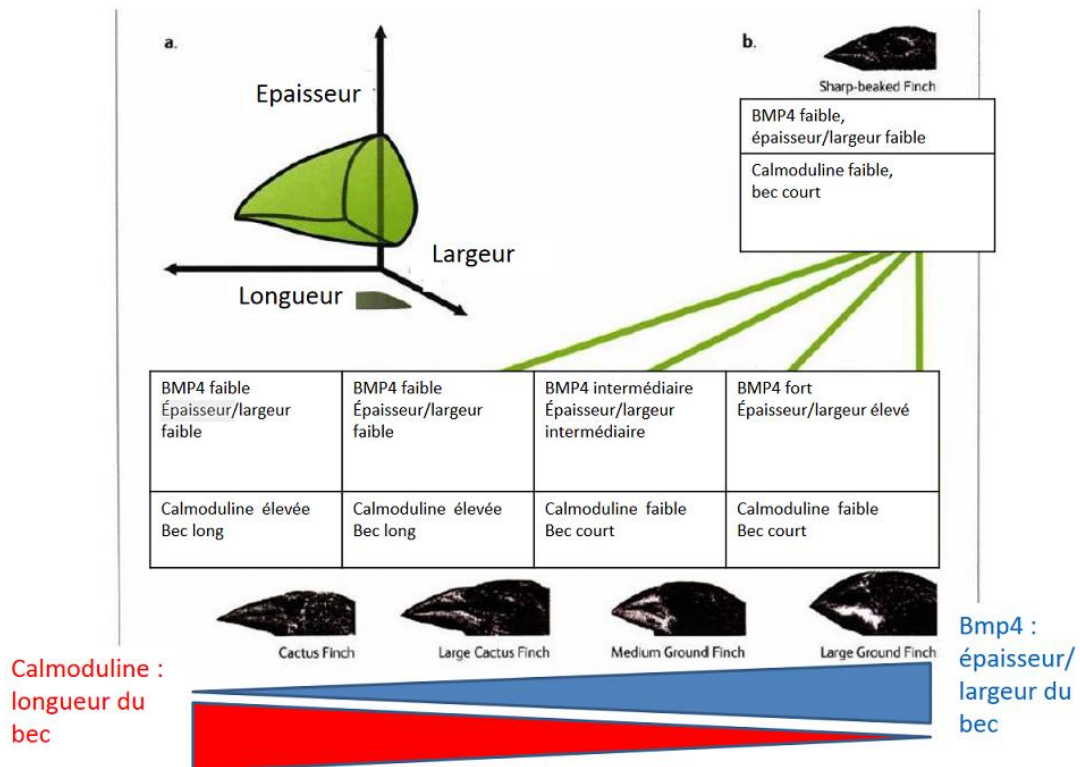 a.
Epaisseur
Largeur
Longueur
b.
Sharp-beaked Finch
BMP4 faible,
épaisseur/largeur faible
Calmoduline faible,
bec court
BMP4 faible
Épaisseur/largeur
faible
Calmoduline élevée
Bec long
BMP4 faible
Épaisseur/largeur
faible
Calmoduline élevée
Bec long
BMP4 intermédiaire
Épaisseur/largeur
intermédiaire
Calmoduline faible
Bec court
BMP4 fort
Épaisseur/largeur élevé
Calmoduline faible
Bec court
Cactus Finch
Large Cactus Finch
Medium Ground Finch
Large Ground Finch
Calmoduline :
longueur du
bec
Bmp4 :
épaisseur/
largeur du
bec